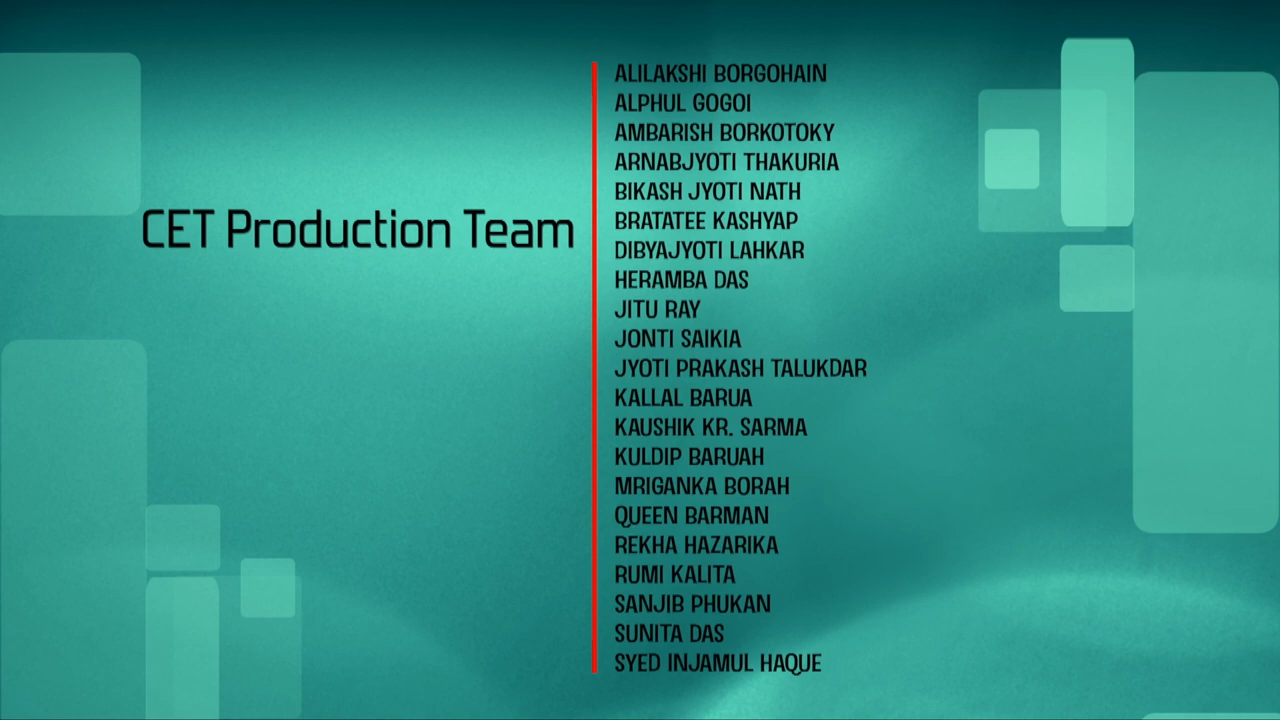 CET Production Team
ALILAKSHI BORGOHAIN
ALPHUL GOGOI
AMBARISH BORKOTOKY
ARNABJYOTI THAKURIA
BIKASH JYOTI NATH
BRATATEE KASHYAP
DIBYAJYOTI LAHKAR
HERAMBA DAS
JITU RAY
JONTI SAIKIA
JYOTI PRAKASH TALUKDAR
KALLAL BARUA
KAUSHIK KR. SARMA
KULDIP BARUAH
MRIGANKA BORAH
QUEEN BARMAN
REKHA HAZARIKA
RUMI KALITA
SANJIB PHUKAN
SUNITA DAS
SYED INJAMUL HAQUE